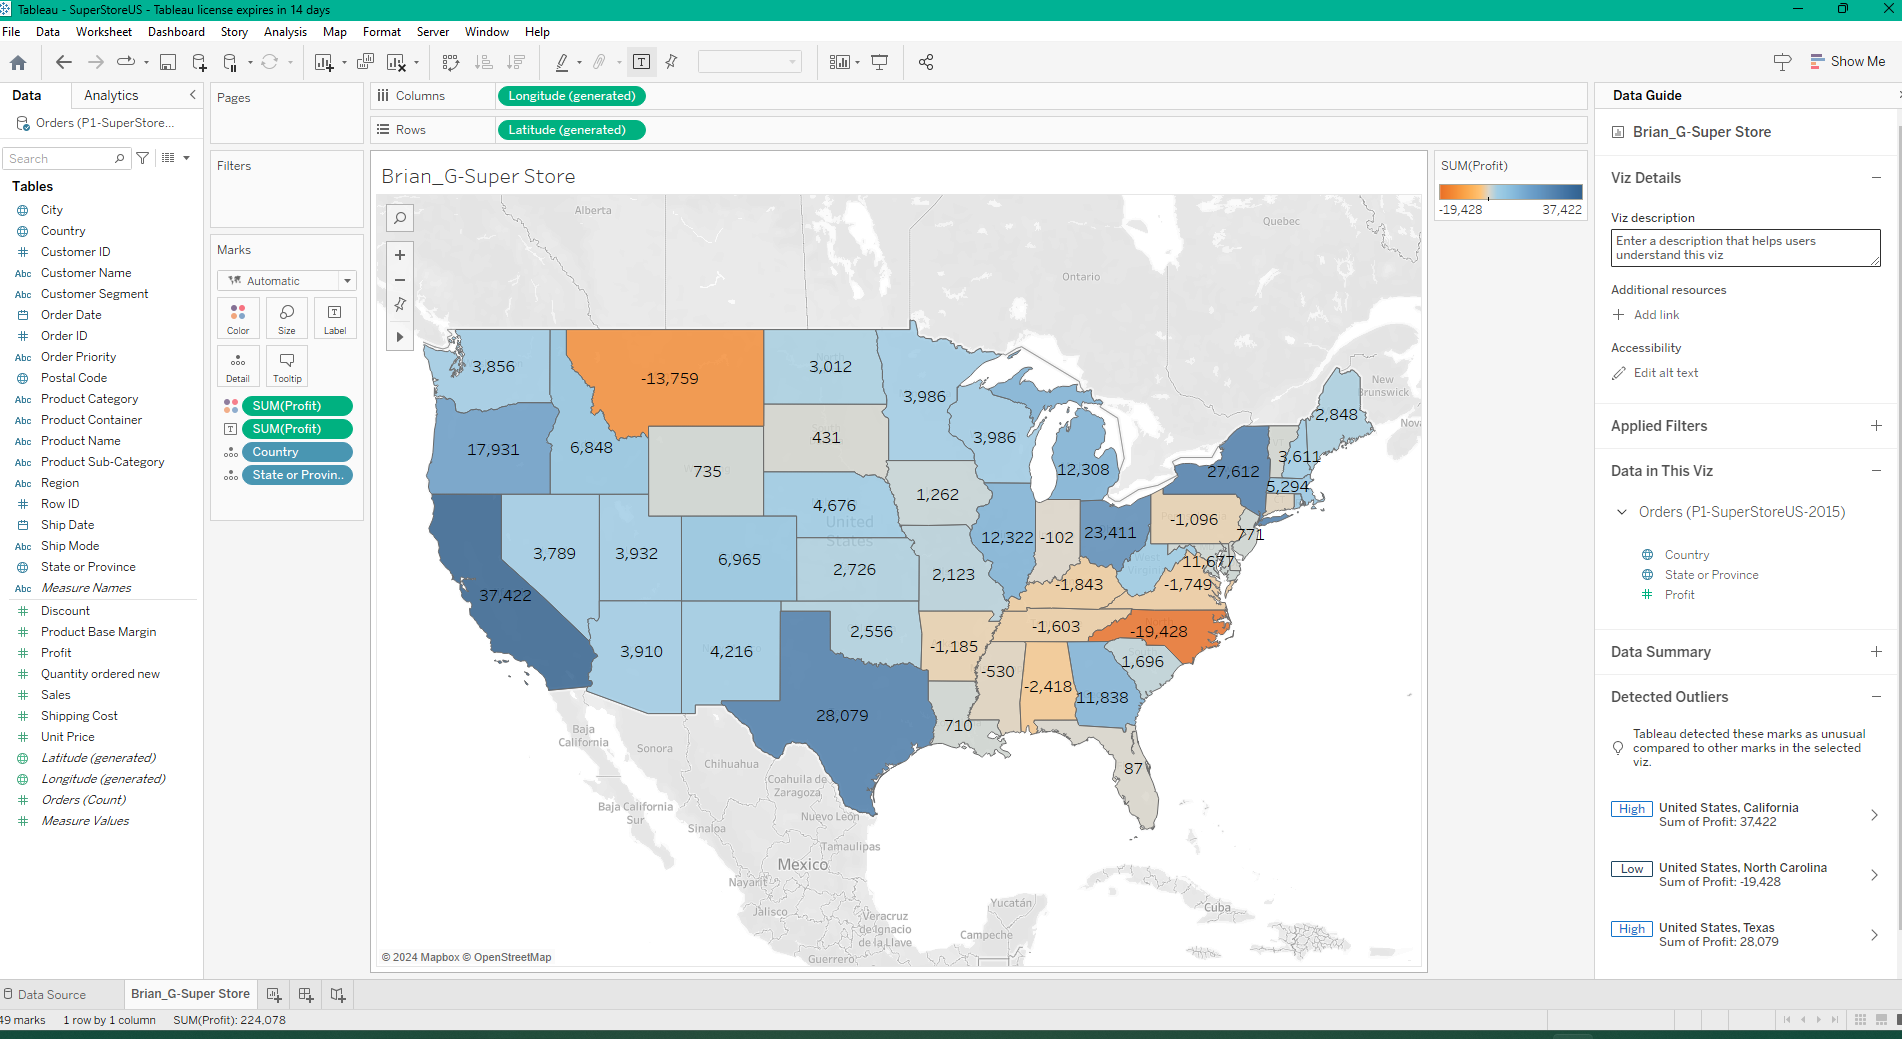 Tableau - SuperStoreUS - Tableau license expires in 14 days
File Data Worksheet Dashboard Story Analysis Map Format Server Window Help
Show Me
Data Analytics
Orders (P1-SuperStore...
Search
Tables
City
Country
Customer ID
Abc Customer Name
Abc Customer Segment
Order Date
Order ID
Abc Order Priority
Postal Code
Abc Product Category
Abc Product Container
Abc Product Name
Abc Product Sub-Category
Abc Region
Row ID
Ship Date
Abc Ship Mode
State or Province
Abc Measure Names
Discount
Product Base Margin
Profit
Quantity ordered new
Sales
Shipping Cost
Unit Price
Latitude (generated)
Longitude (generated)
Orders (Count)
Measure Values
Pages
Filters
Marks
Automatic
Color Size Label
Detail Tooltip
SUM(Profit)
SUM(Profit)
Country
State or Provin..
Columns Longitude (generated)
Rows Latitude (generated)
Brian_G-Super Store
Alberta
Quebec
Ontario
New
Brunswick
Nov
3,856
-13,759
3,012
3,986
2,848
17,931
6,848
735
431
3,986
12,308
27,612
3,611
5,294
1,262
4,676
United
States
-1,096
771
3,789
3,932
6,965
2,726
2,123
12,322
-102
23,411
11,677
-1,843
-1,749
37,422
3,910
4,216
2,556
-1,185
-1,603
-19,428
1,696
-530
-2,418
11,838
28,079
710
87
Baja
California
Sonora
Chihuahua
Coahuila de
Zaragoza
Baja California
Sur
Nuevo León
Sinaloa
Tamaulipas
Mexico
Nayarit
Jalisco
Veracruz
de Ignacio
de la Llave
Guerrero
Yucatán
Campeche
Cuba
© 2024 Mapbox © OpenStreetMap
SUM(Profit)
-19,428 37,422
Data Guide
Brian_G-Super Store
Viz Details
Viz description
Enter a description that helps users
understand this viz
Additional resources
Add link
Accessibility
Edit alt text
Applied Filters
Data in This Viz
Orders (P1-SuperStoreUS-2015)
Country
State or Province
Profit
Data Summary
Detected Outliers
Tableau detected these marks as unusual
compared to other marks in the selected
viz.
High United States, California
Sum of Profit: 37,422
Low United States, North Carolina
Sum of Profit: -19,428
High United States, Texas
Sum of Profit: 28,079
Data Source Brian_G-Super Store
49 marks 1 row by 1 column SUM(Profit): 224,078